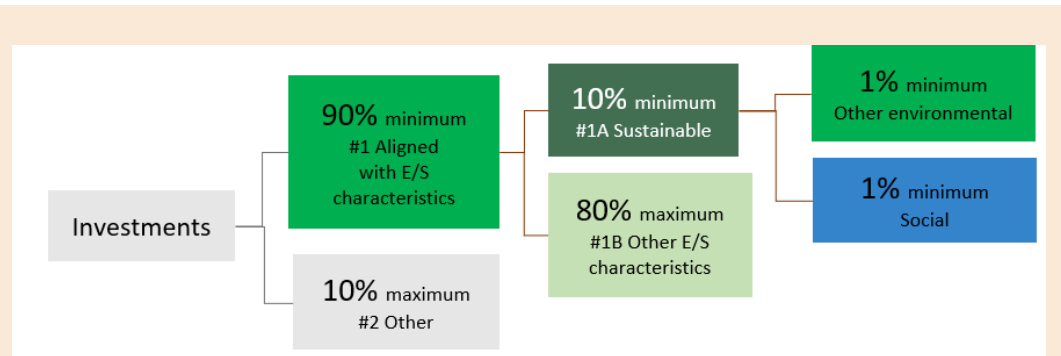 Investments
90% minimum
#1 Aligned
with E/S
characteristics
10% maximum
#2 Other
10% minimum
#1A Sustainable
80% maximum
#1B Other E/S
characteristics
1% minimum
Other environmental
1% minimum
Social